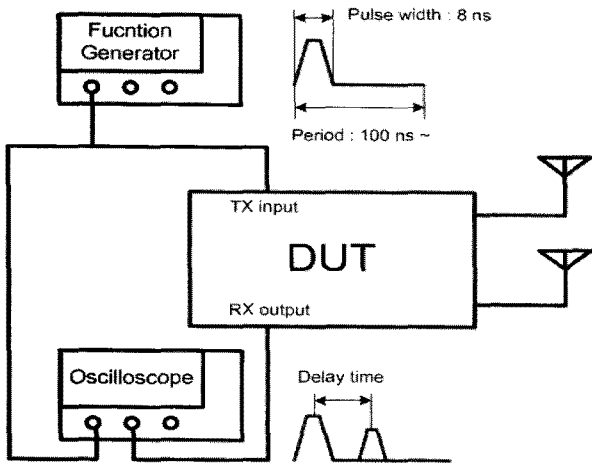 Fucntion
Generator
Pulse width : 8 ns
Period : 100 ns ~
TX input
DUT
RX output
Oscilloscope
Delay time